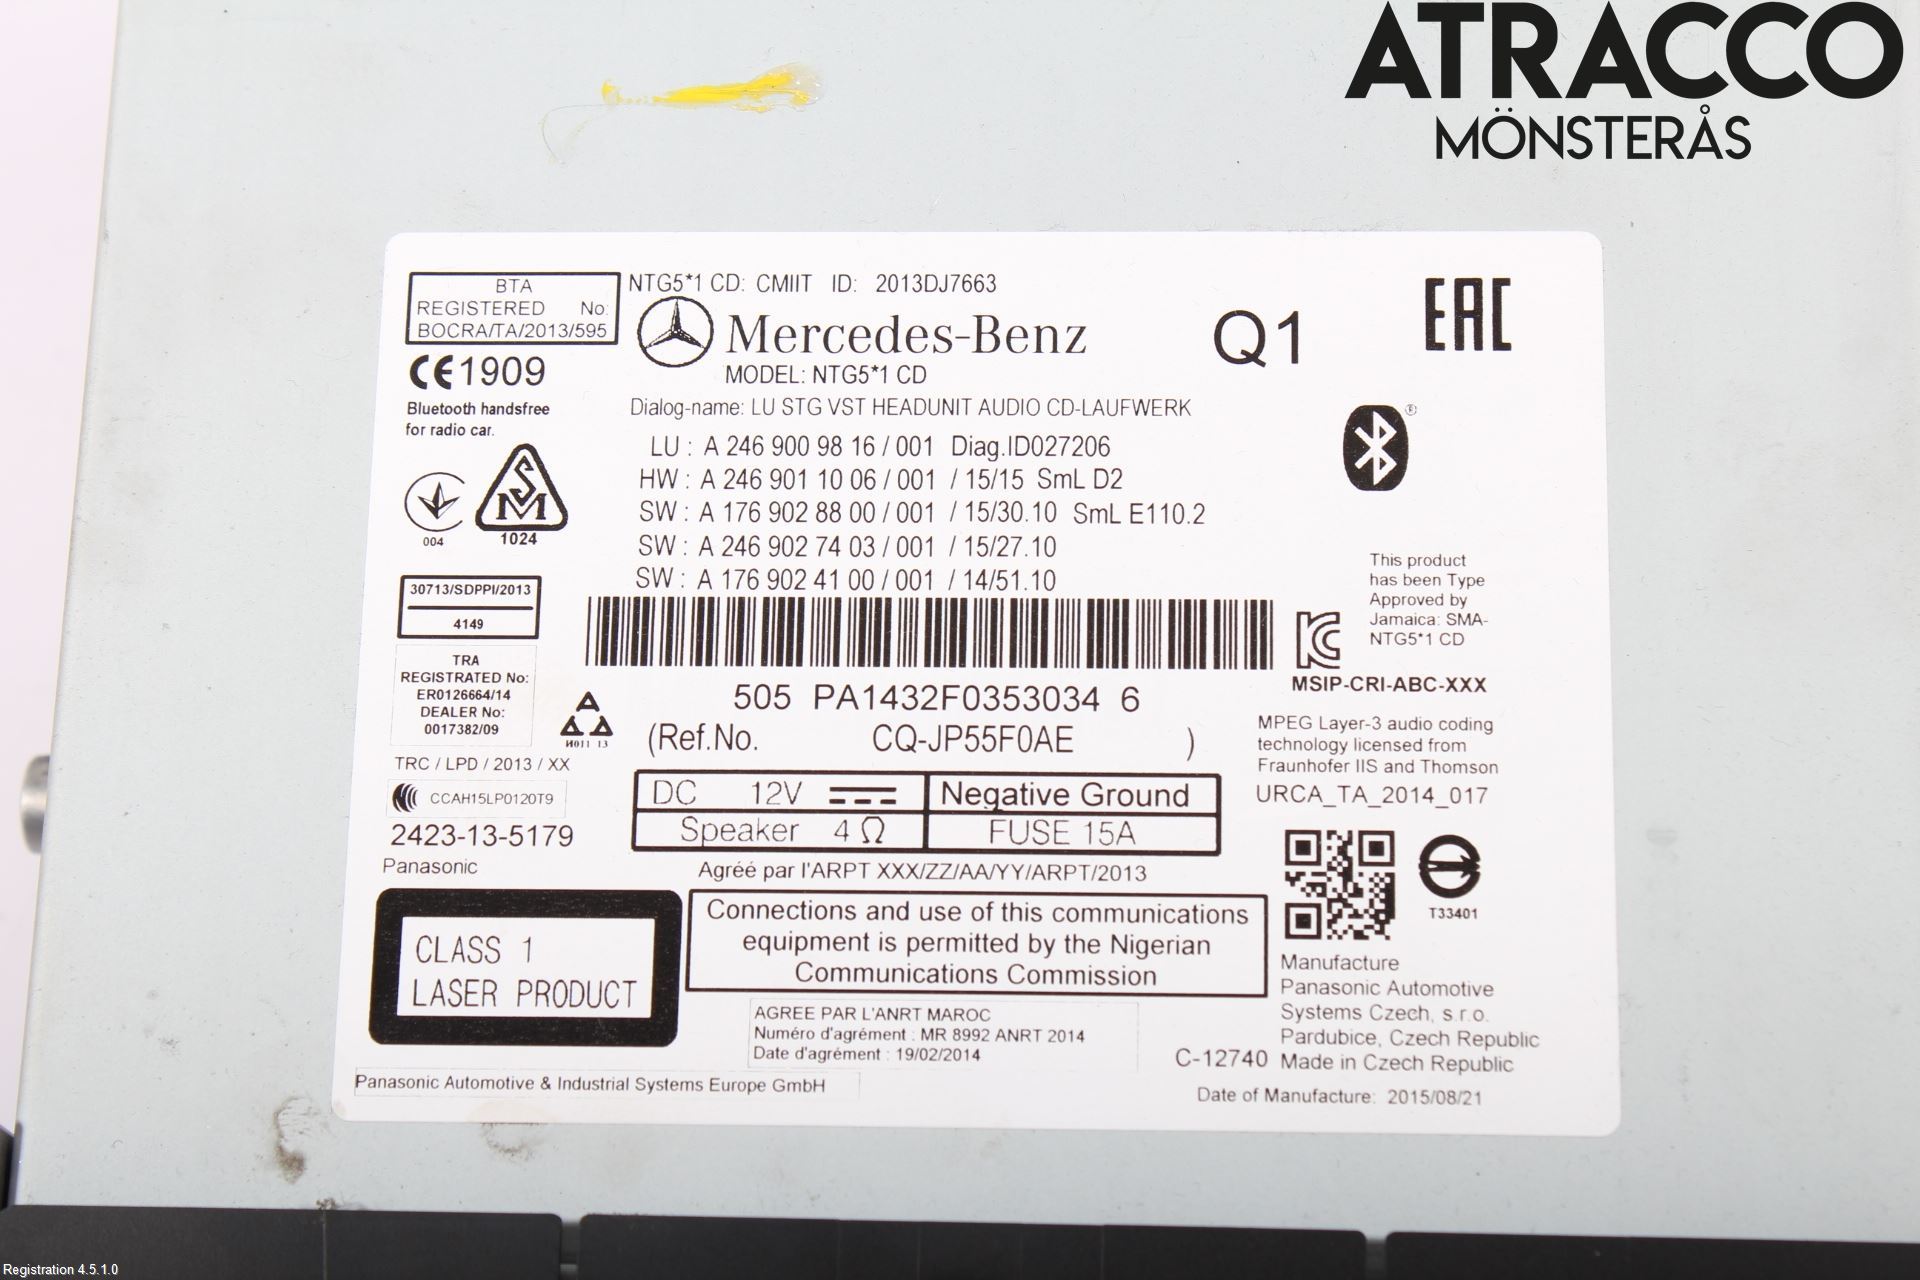 ATRACCO
MÖNSTERÅS
BTA
REGISTERED No:
BOCRA/TA/2013/595
NTG5*1 CD: CMIIT ID: 2013DJ7663
Mercedes-Benz
MODEL: NTG5*1 CD
Q1
EAC
CE1909
Bluetooth handsfree
for radio car.
Dialog-name: LU STG VST HEADUNIT AUDIO CD-LAUFWERK
LU : A 246 900 98 16 / 001 Diag.ID027206
HW : A 246 901 10 06 / 001 / 15/15 SmL D2
SW : A 176 902 88 00 / 001 / 15/30.10 SmL E110.2
SW : A 246 902 74 03 / 001 / 15/27.10
SW : A 176 902 41 00 / 001 / 14/51.10
®
004
S
M
1024
30713/SDPPI/2013
4149
This product
has been Type
Approved by
Jamaica: SMA-
NTG5*1 CD
TRA
REGISTRATED No:
ER0126664/14
DEALER No:
0017382/09
И011 13
505 PA1432F0353034 6
(Ref.No. CQ-JP55F0AE )
MSIP-CRI-ABC-XXX
MPEG Layer-3 audio coding
technology licensed from
Fraunhofer IIS and Thomson
URCA_TA_2014_017
TRC / LPD / 2013 / XX
CCAH15LP0120T9
2423-13-5179
Panasonic
DC 12V
Negative Ground
Speaker 4 Ω
FUSE 15A
Agréé par l'ARPT XXX/ZZ/AA/YY/ARPT/2013
T33401
CLASS 1
LASER PRODUCT
Connections and use of this communications
equipment is permitted by the Nigerian
Communications Commission
AGREE PAR L'ANRT MAROC
Numéro d'agrément : MR 8992 ANRT 2014
Date d'agrément : 19/02/2014
Manufacture
Panasonic Automotive
Systems Czech, s.r.o.
Pardubice, Czech Republic
C-12740 Made in Czech Republic
Panasonic Automotive & Industrial Systems Europe GmbH
Date of Manufacture: 2015/08/21
Registration 4.5.1.0